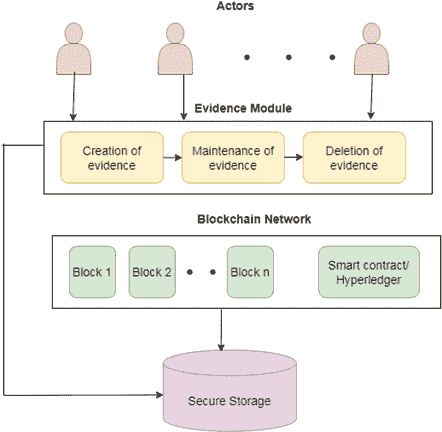 Actors
Evidence Module
Creation of
evidence
Maintenance of
evidence
Deletion of
evidence
Blockchain Network
Block 1
Block 2
Block n
Smart contract/
Hyperledger
Secure Storage